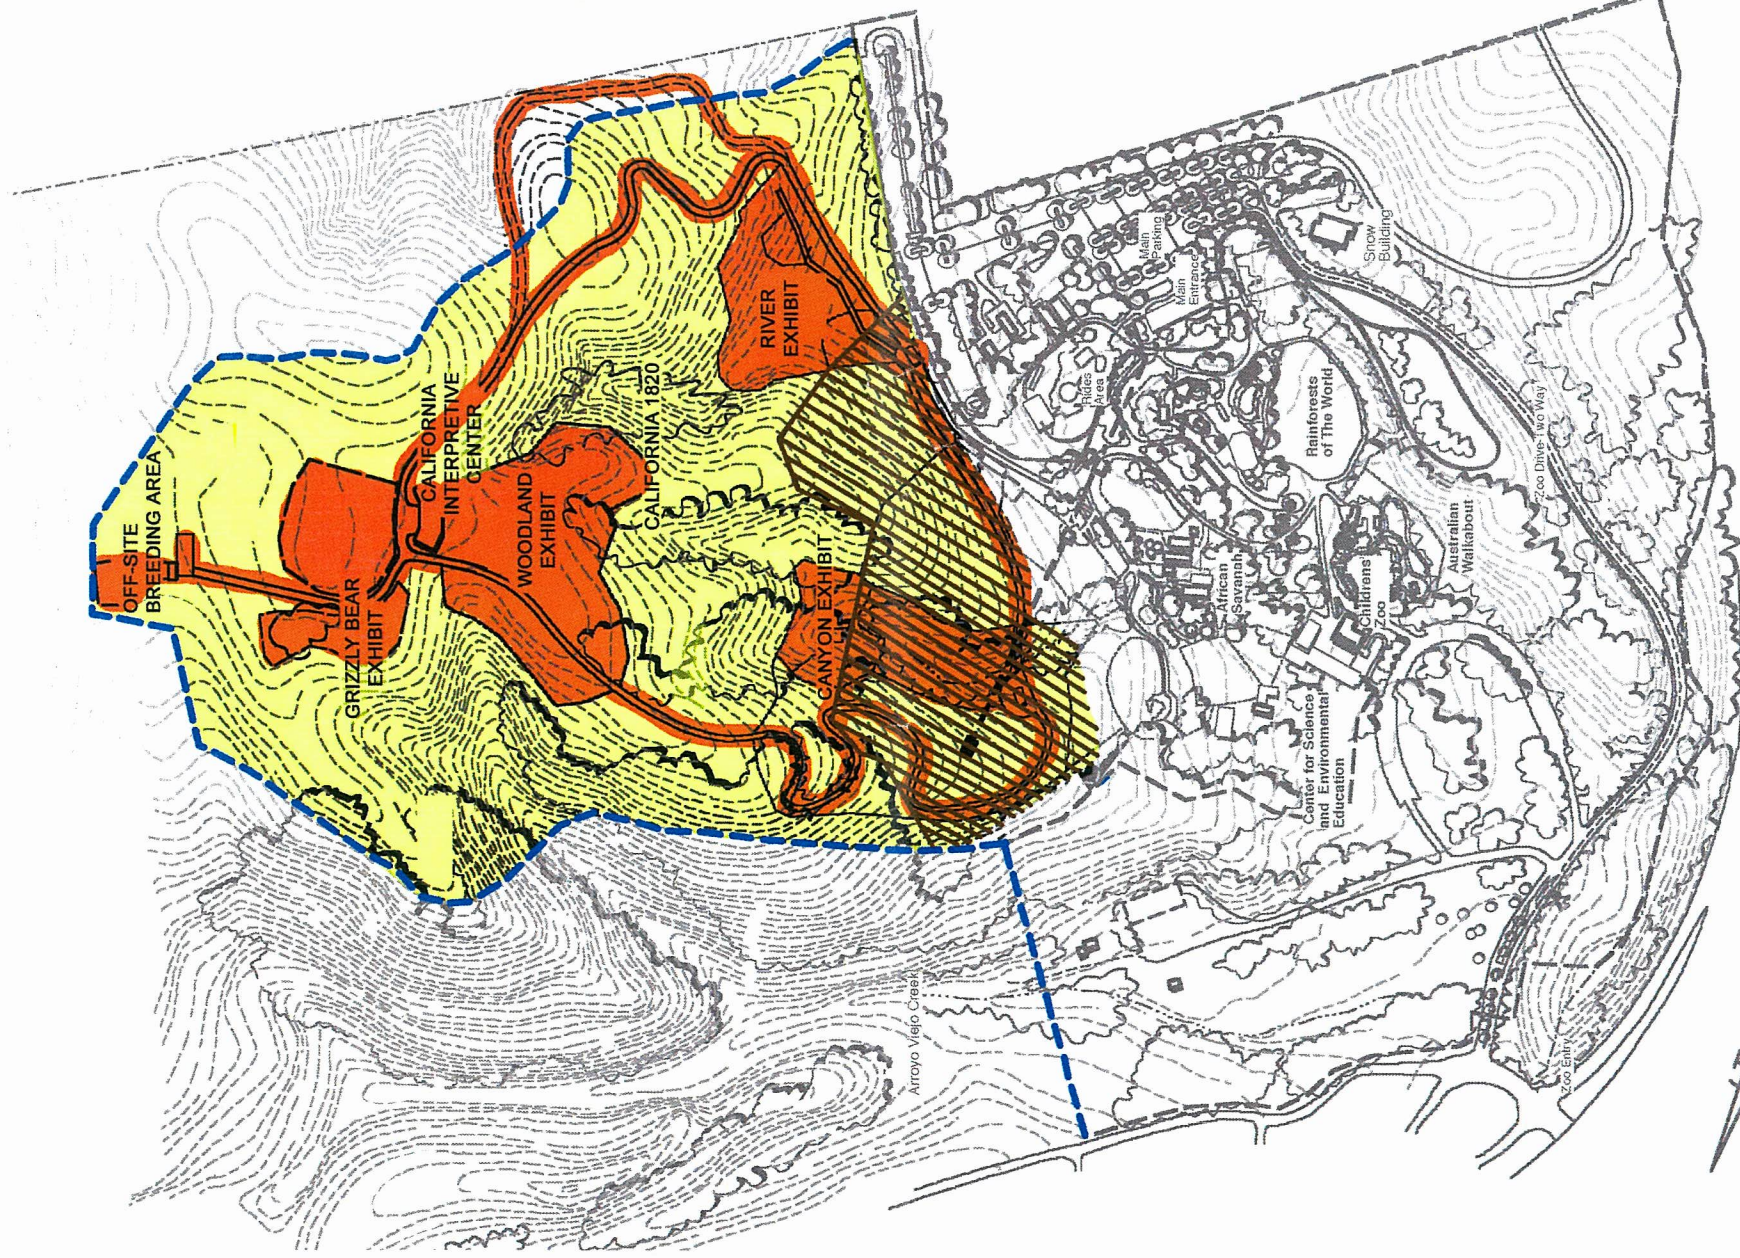 OFF-SITE
BREEDING AREA
GRIZZLY BEAR
EXHIBIT
CALIFORNIA
INTERPRETIVE
CENTER
WOODLAND
EXHIBIT
CALIFORNIA 1820
RIVER
EXHIBIT
CANYON EXHIBIT
Arroyo Viejo Creek
Rides
Area
Main
Parking
Main
Entrance
Snow
Building
Rainforests
of The World
African
Savanah
Childrens'
Zoo
Australian
Walkabout
Zoo Drive-Two Way
Center for Science
and Environmental
Education
Zoo Entry